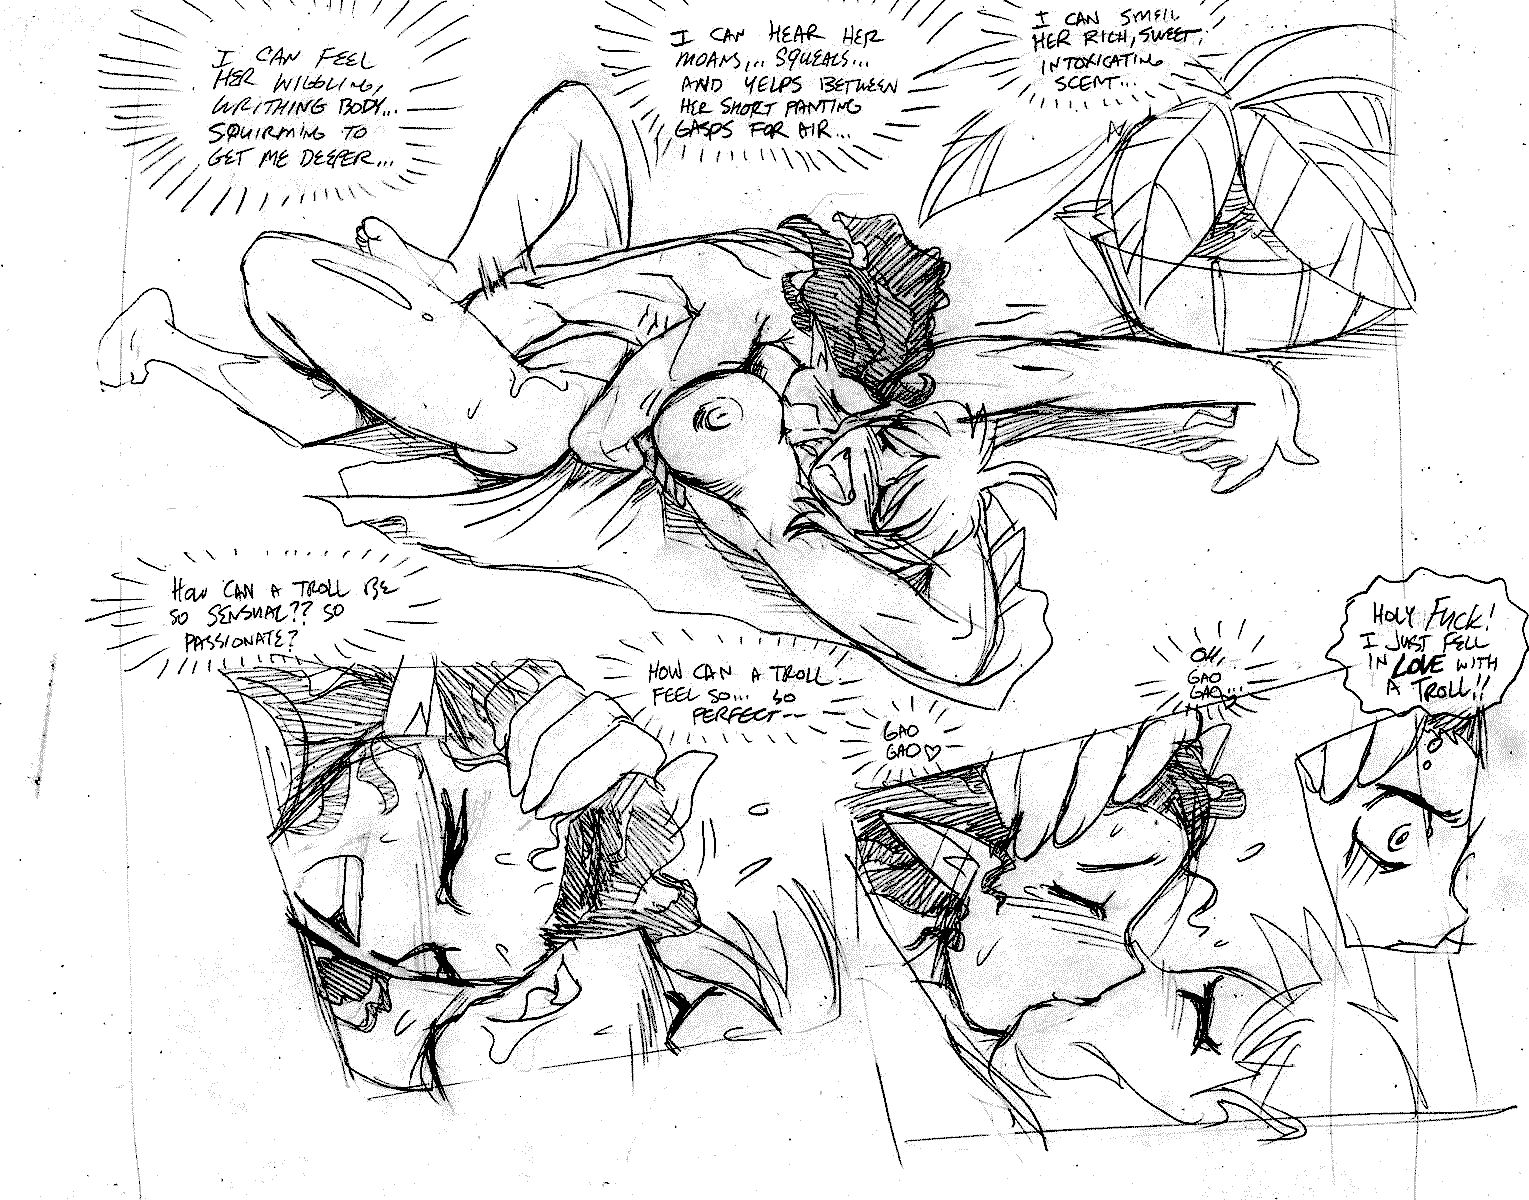 I CAN FEEL
HER WIGGLING,
WRITHING BODY...
SQUIRMING TO
GET ME DEEPER...
I CAN HEAR HER
MOANS,.. SQUEALS...
AND YELPS BETWEEN
HER SHORT PANTING
GASPS FOR AIR...
I CAN SMELL
HER RICH, SWEET,
INTOXICATING
SCENT...
HOW CAN A TROLL BE
SO SENSUAL?? SO
PASSIONATE?
HOW CAN A TROLL
FEEL SO... SO
PERFECT--
GAO
GAO♡
OH,..
GAO
GAO...
HOLY FUCK!
I JUST FELL
IN LOVE WITH
A TROLL!!